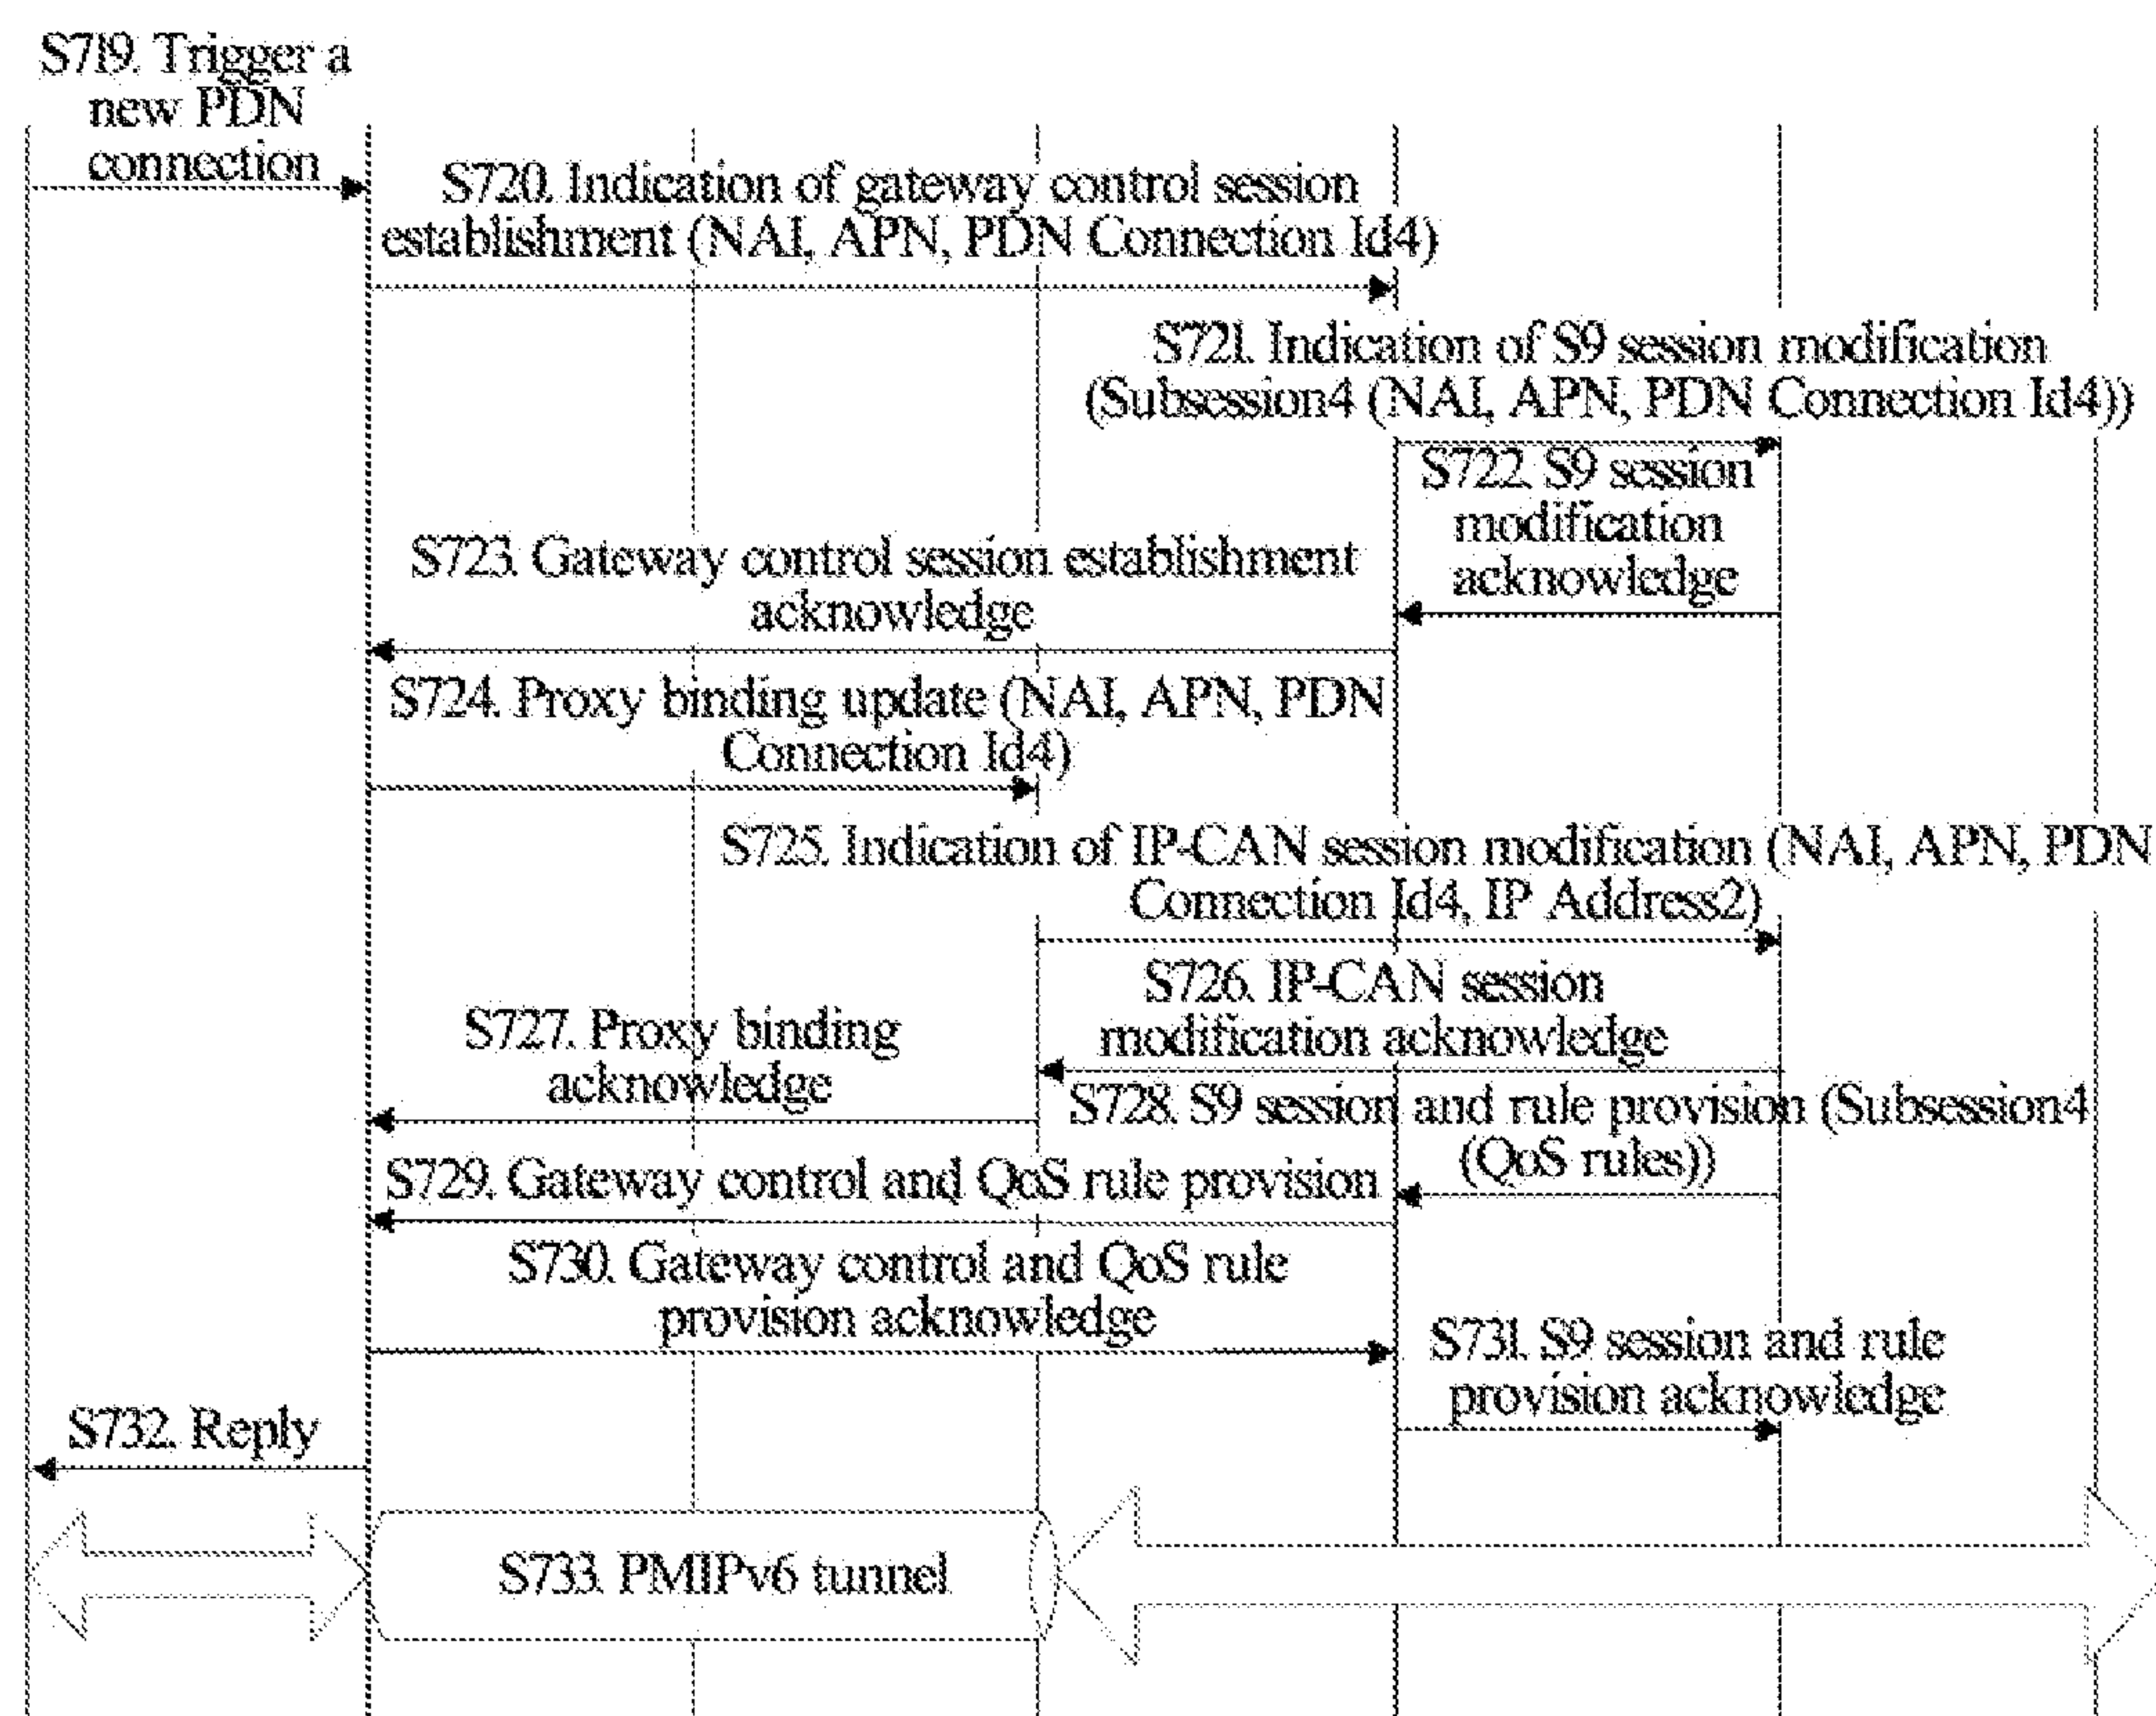 S719. Trigger a
new PDN
connection
S720. Indication of gateway control session
establishment (NAI, APN, PDN Connection Id4)
S721. Indication of S9 session modification
(Subsession4 (NAI, APN, PDN Connection Id4))
S722. S9 session
modification
acknowledge
S723. Gateway control session establishment
acknowledge
S724. Proxy binding update (NAI, APN, PDN
Connection Id4)
S725. Indication of IP-CAN session modification (NAI, APN, PDN
Connection Id4, IP Address2)
S726. IP-CAN session
modification acknowledge
S727. Proxy binding
acknowledge
S728. S9 session and rule provision (Subsession4
(QoS rules))
S729. Gateway control and QoS rule provision
S730. Gateway control and QoS rule
provision acknowledge
S731. S9 session and rule
provision acknowledge
S732. Reply
S733. PMIPv6 tunnel